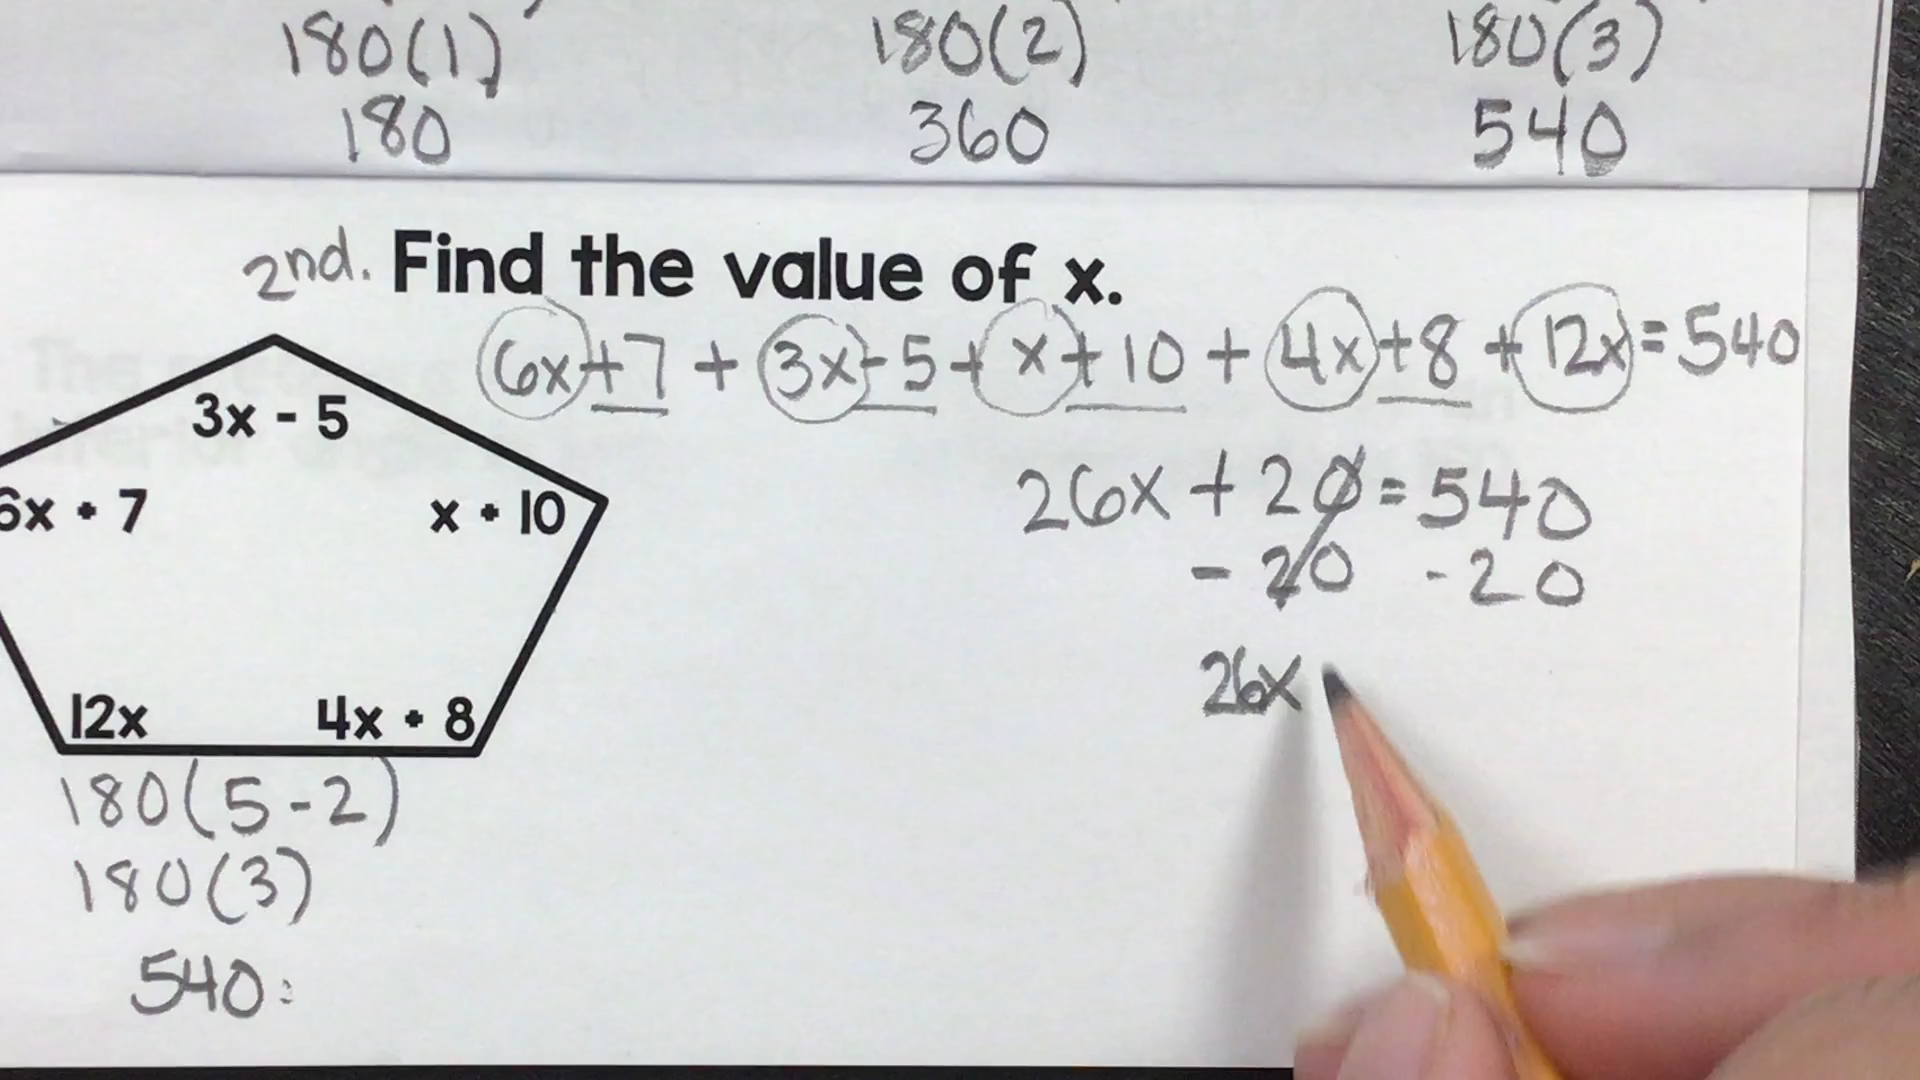 180(1) 180(2) 180(3)
180 360 540
2nd. Find the value of x.
6x+7 + 3x-5 + x+10 + 4x+8 + 12x = 540
3x - 5
6x + 7
x + 10
12x
4x + 8
26x + 20 = 540
- 20 -20
26x
180(5-2)
180(3)
540